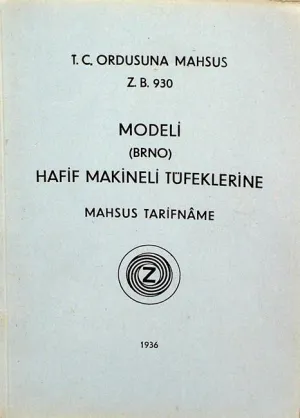 T. C. ORDUSUNA MAHSUS
Z. B. 930
MODELİ
(BRNO)
HAFİF MAKİNELİ TÜFEKLERİNE
MAHSUS TARİFNÂME
Z
1936